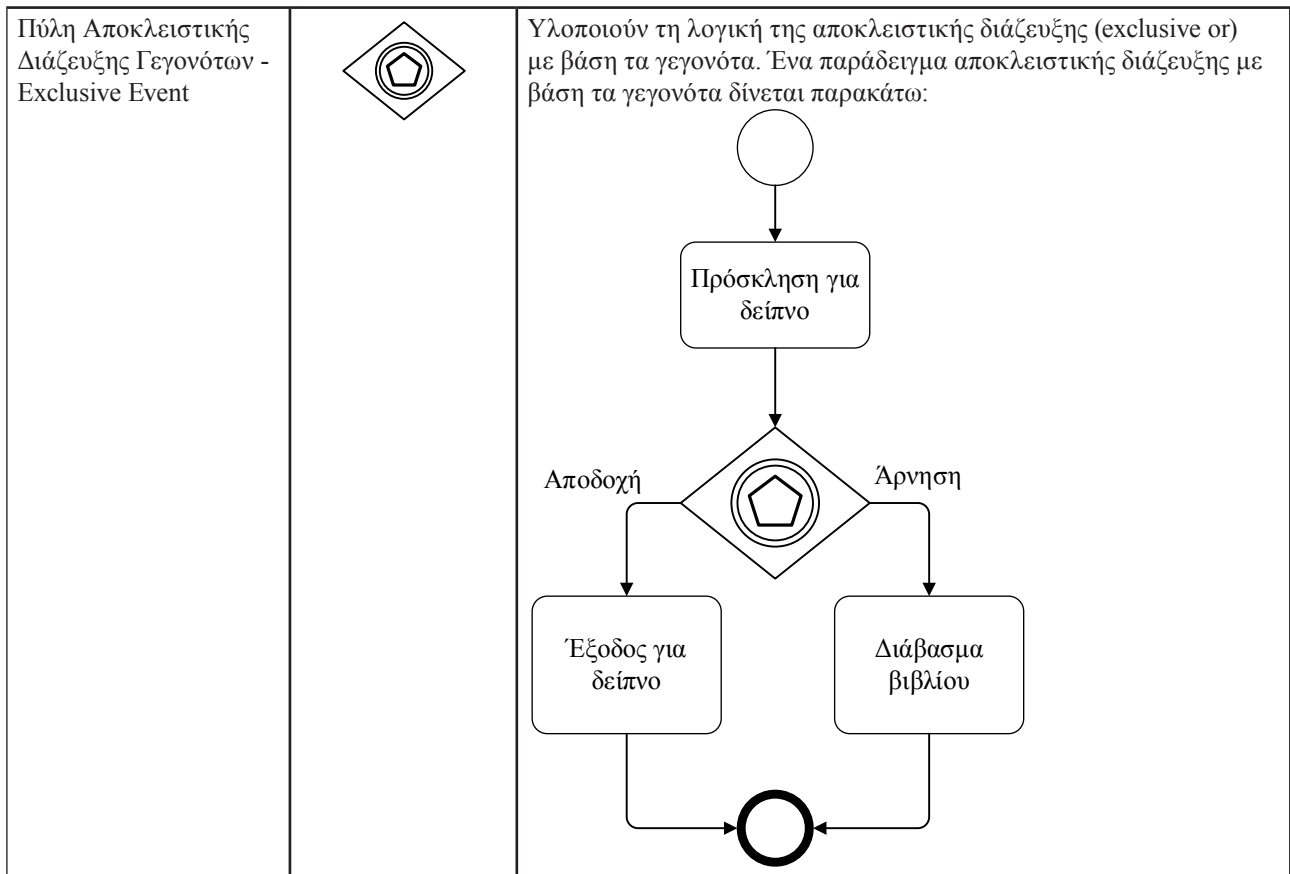 Πύλη Αποκλειστικής
Διάζευξης Γεγονότων -
Exclusive Event
Υλοποιούν τη λογική της αποκλειστικής διάζευξης (exclusive or)
με βάση τα γεγονότα. Ένα παράδειγμα αποκλειστικής διάζευξης με
βάση τα γεγονότα δίνεται παρακάτω:
Πρόσκληση για
δείπνο
Αποδοχή
Άρνηση
Έξοδος για
δείπνο
Διάβασμα
βιβλίου